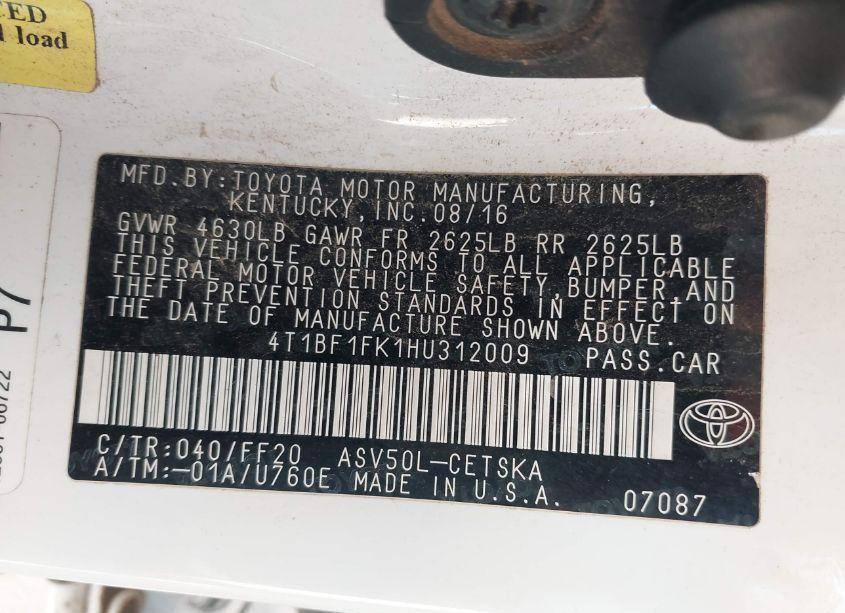 CED
load
P7
MFD.BY:TOYOTA MOTOR MANUFACTURING,
KENTUCKY,INC.08/16
GVWR 4630LB GAWR FR 2625LB RR 2625LB
THIS VEHICLE CONFORMS TO ALL APPLICABLE
FEDERAL MOTOR VEHICLE SAFETY,BUMPER,AND
THEFT PREVENTION STANDARDS IN EFFECT ON
THE DATE OF MANUFACTURE SHOWN ABOVE.
4T1BF1FK1HU312009 PASS.CAR
C/TR:040/FF20 ASV50L-CETSKA
A/TM:-01A/U760E MADE IN U.S.A. 07087